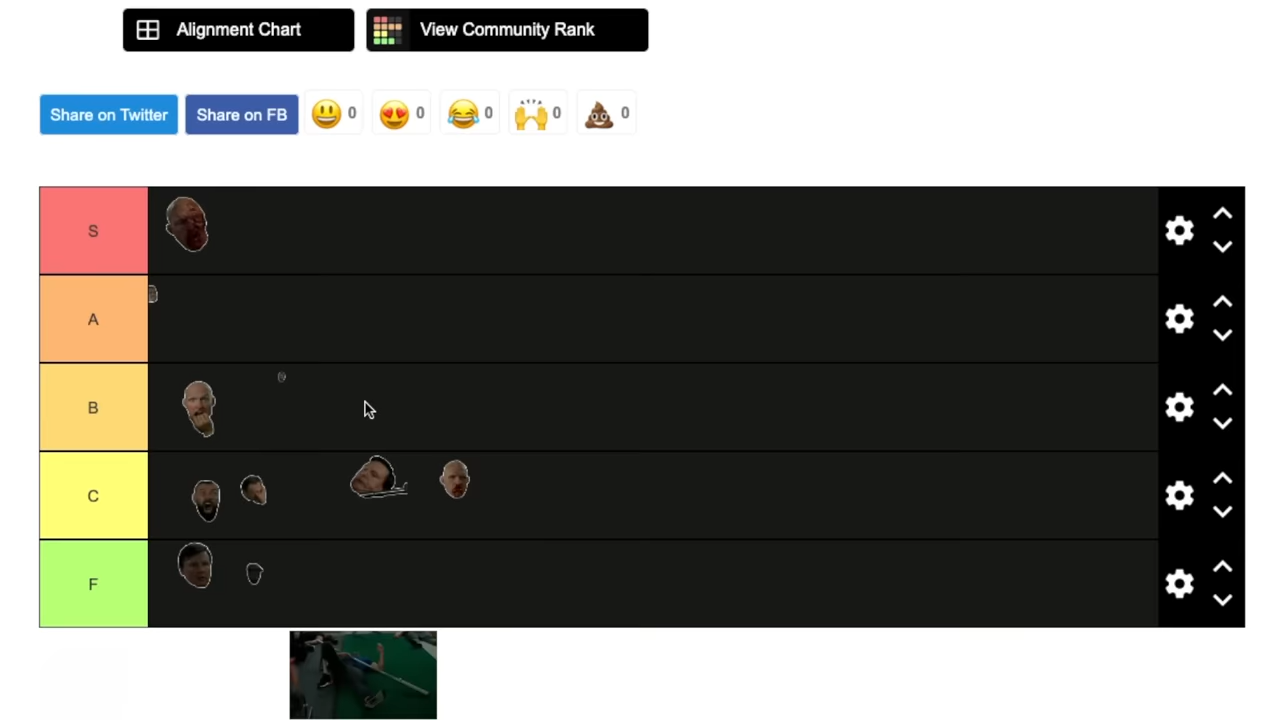 Alignment Chart
View Community Rank
Share on Twitter
Share on FB
0
0
0
0
0
S
A
B
C
F